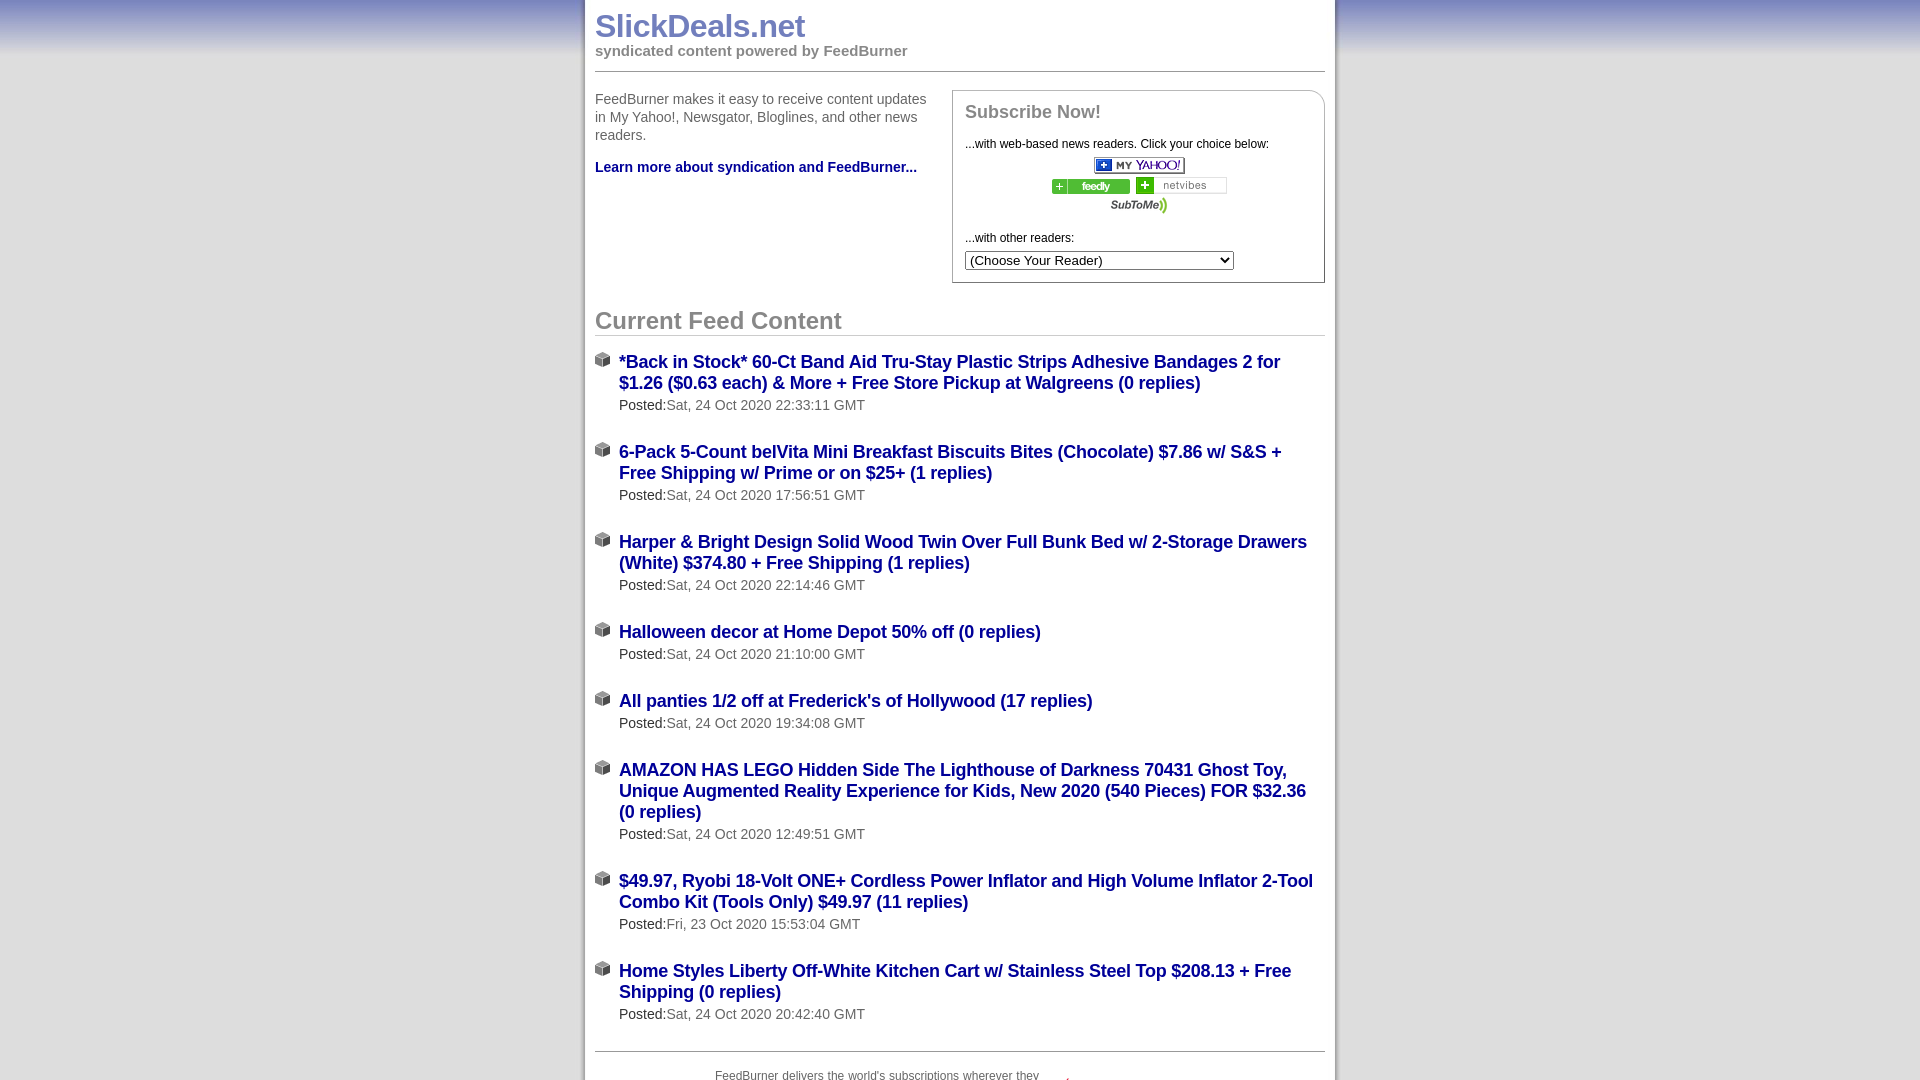 SlickDeals.net
syndicated content powered by FeedBurner
FeedBurner makes it easy to receive content updates
in My Yahoo!, Newsgator, Bloglines, and other news
readers.
Learn more about syndication and FeedBurner...
Subscribe Now!
...with web-based news readers. Click your choice below:
MY YAHOO!
feedly netvibes
SubToMe
...with other readers:
(Choose Your Reader)
Current Feed Content
*Back in Stock* 60-Ct Band Aid Tru-Stay Plastic Strips Adhesive Bandages 2 for
$1.26 ($0.63 each) & More + Free Store Pickup at Walgreens (0 replies)
Posted:Sat, 24 Oct 2020 22:33:11 GMT
6-Pack 5-Count belVita Mini Breakfast Biscuits Bites (Chocolate) $7.86 w/ S&S +
Free Shipping w/ Prime or on $25+ (1 replies)
Posted:Sat, 24 Oct 2020 17:56:51 GMT
Harper & Bright Design Solid Wood Twin Over Full Bunk Bed w/ 2-Storage Drawers
(White) $374.80 + Free Shipping (1 replies)
Posted:Sat, 24 Oct 2020 22:14:46 GMT
Halloween decor at Home Depot 50% off (0 replies)
Posted:Sat, 24 Oct 2020 21:10:00 GMT
All panties 1/2 off at Frederick's of Hollywood (17 replies)
Posted:Sat, 24 Oct 2020 19:34:08 GMT
AMAZON HAS LEGO Hidden Side The Lighthouse of Darkness 70431 Ghost Toy,
Unique Augmented Reality Experience for Kids, New 2020 (540 Pieces) FOR $32.36
(0 replies)
Posted:Sat, 24 Oct 2020 12:49:51 GMT
$49.97, Ryobi 18-Volt ONE+ Cordless Power Inflator and High Volume Inflator 2-Tool
Combo Kit (Tools Only) $49.97 (11 replies)
Posted:Fri, 23 Oct 2020 15:53:04 GMT
Home Styles Liberty Off-White Kitchen Cart w/ Stainless Steel Top $208.13 + Free
Shipping (0 replies)
Posted:Sat, 24 Oct 2020 20:42:40 GMT
FeedBurner delivers the world's subscriptions wherever they